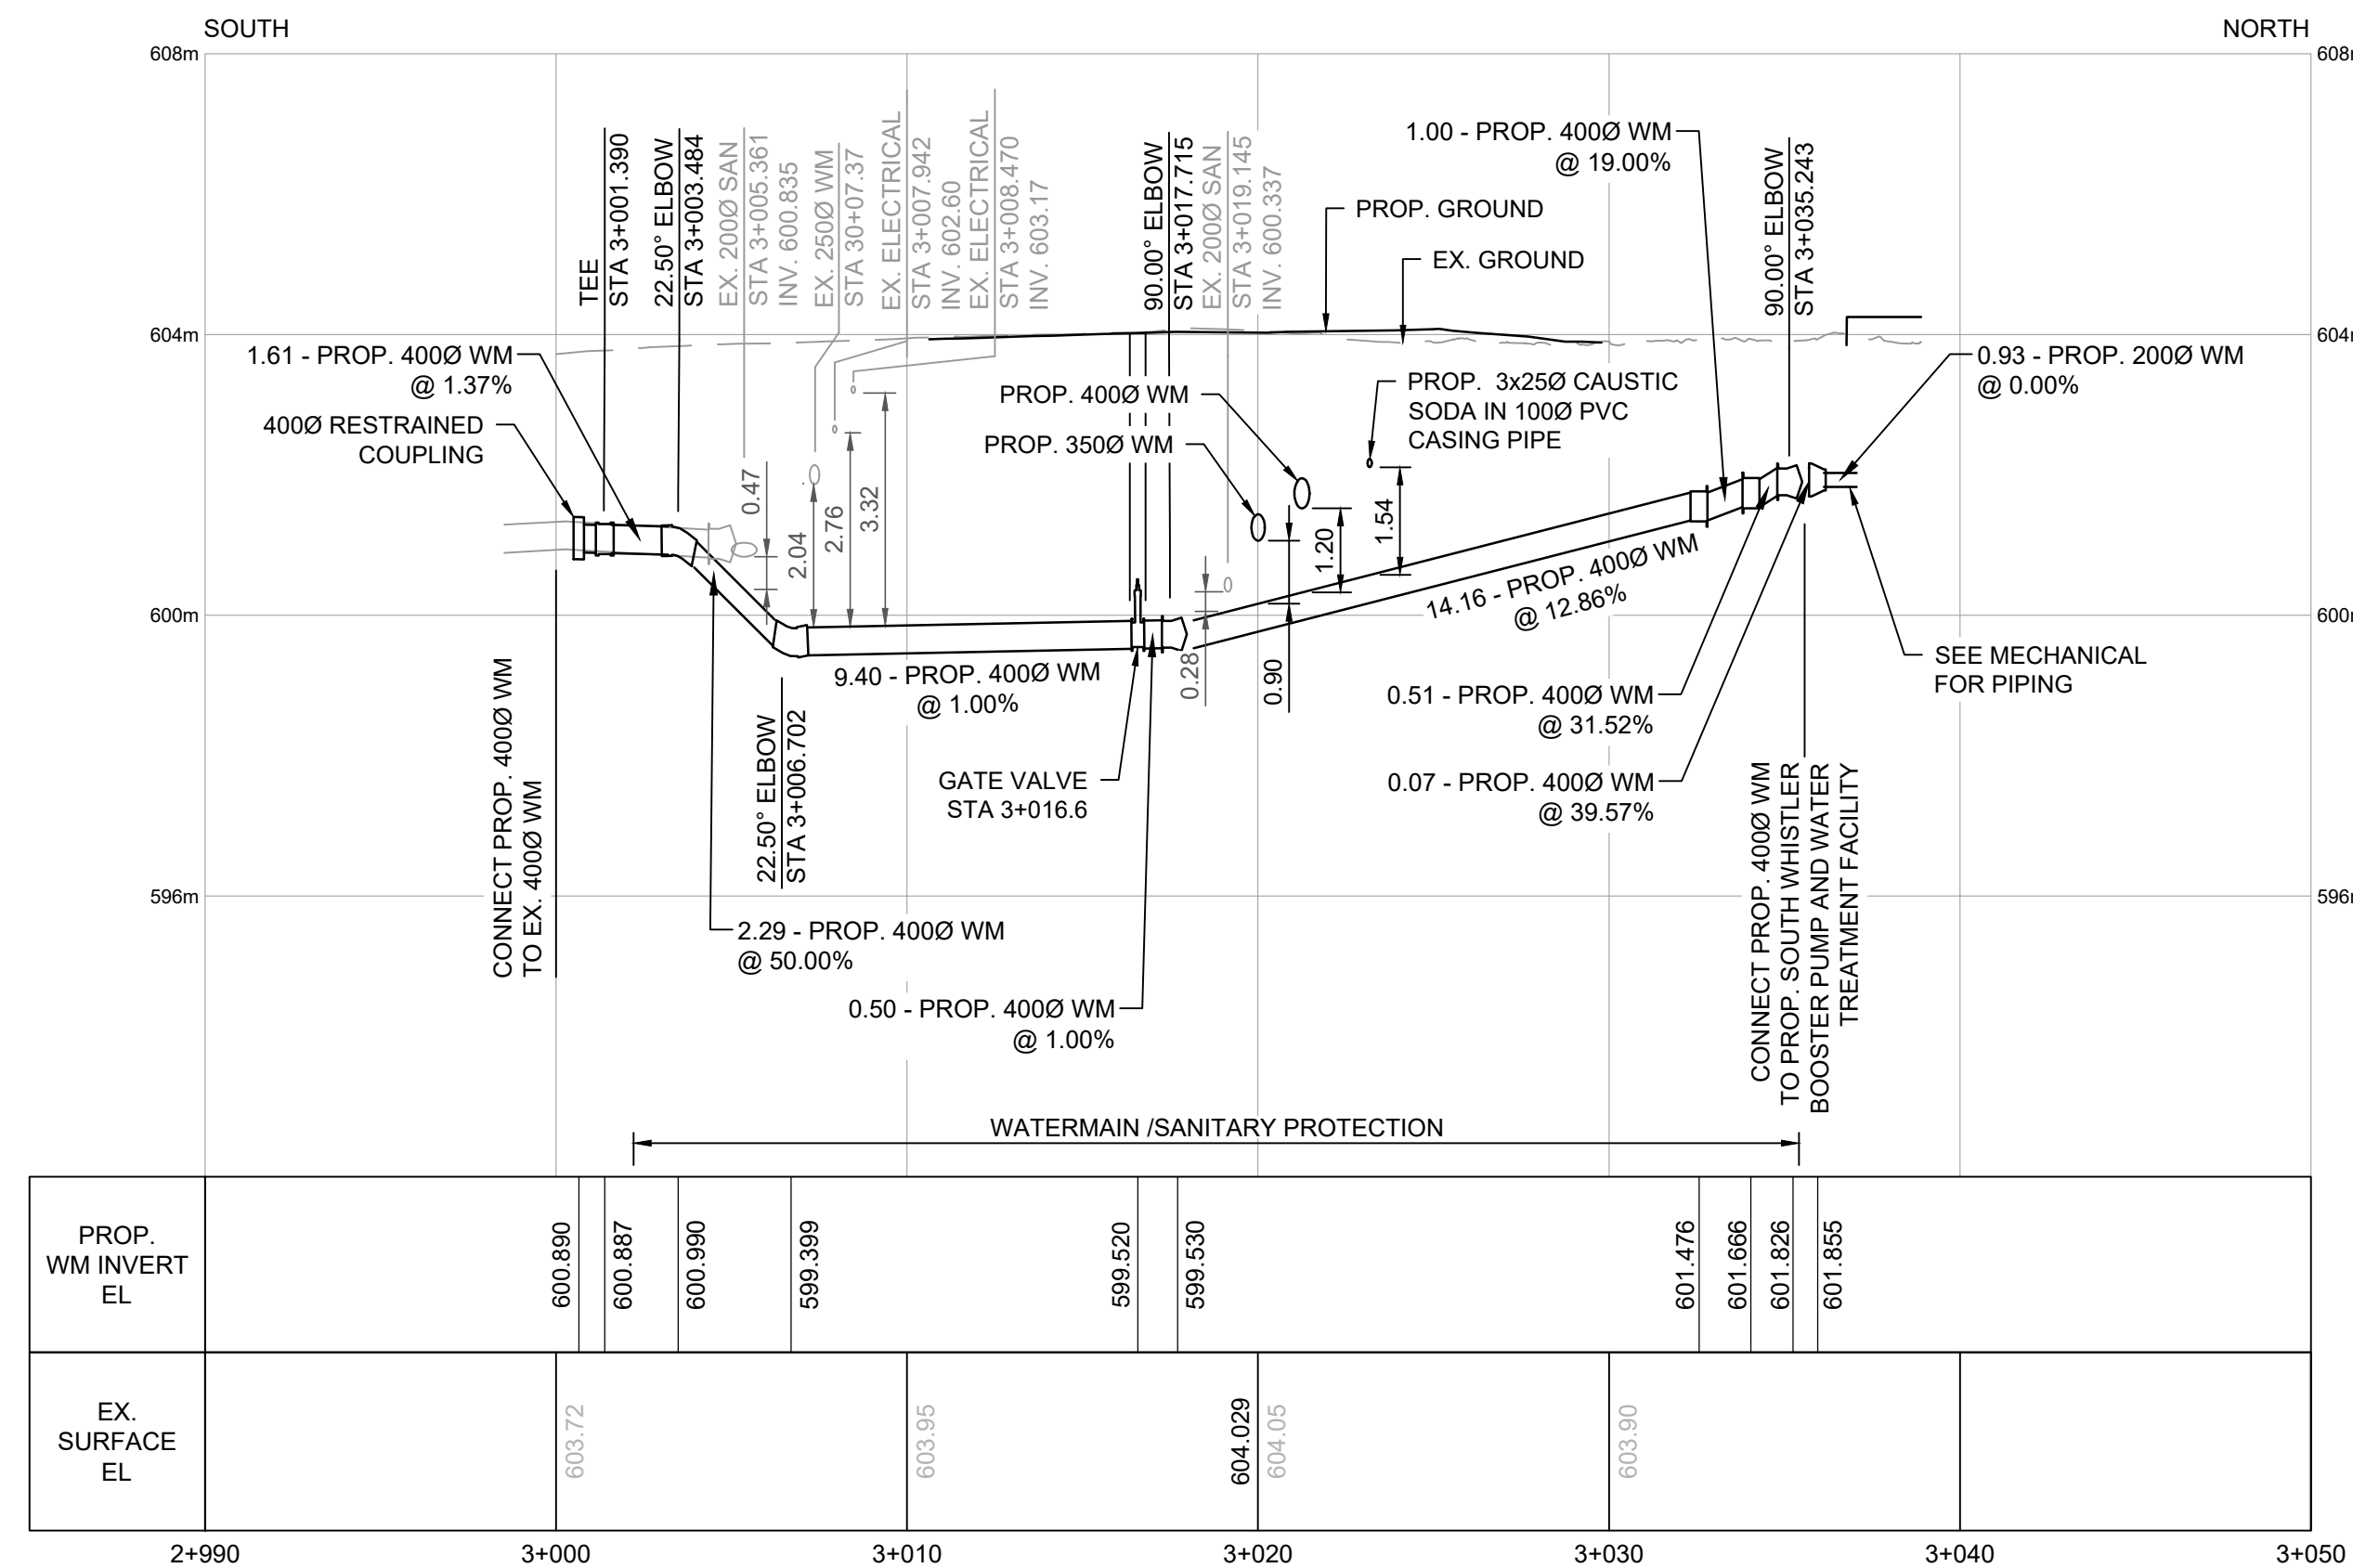 SOUTH
NORTH
608m
608m
604m
604m
600m
600m
596m
596m
TEE
STA 3+001.390
22.50° ELBOW
STA 3+003.484
EX. 200Ø SAN
STA 3+005.361
INV. 600.835
EX. 250Ø WM
STA 30+07.37
EX. ELECTRICAL
STA 3+007.942
INV. 602.60
EX. ELECTRICAL
STA 3+008.470
INV. 603.17
90.00° ELBOW
STA 3+017.715
EX. 200Ø SAN
STA 3+019.145
INV. 600.337
1.00 - PROP. 400Ø WM
@ 19.00%
90.00° ELBOW
STA 3+035.243
PROP. GROUND
EX. GROUND
1.61 - PROP. 400Ø WM
@ 1.37%
400Ø RESTRAINED
COUPLING
PROP. 400Ø WM
PROP. 350Ø WM
PROP. 3x25Ø CAUSTIC
SODA IN 100Ø PVC
CASING PIPE
0.93 - PROP. 200Ø WM
@ 0.00%
0.47
2.04
2.76
3.32
1.20
1.54
0.28
0.90
14.16 - PROP. 400Ø WM
@ 12.86%
9.40 - PROP. 400Ø WM
@ 1.00%
SEE MECHANICAL
FOR PIPING
0.51 - PROP. 400Ø WM
@ 31.52%
0.07 - PROP. 400Ø WM
@ 39.57%
GATE VALVE
STA 3+016.6
22.50° ELBOW
STA 3+006.702
CONNECT PROP. 400Ø WM
TO EX. 400Ø WM
2.29 - PROP. 400Ø WM
@ 50.00%
0.50 - PROP. 400Ø WM
@ 1.00%
CONNECT PROP. 400Ø WM
TO PROP. SOUTH WHISTLER
BOOSTER PUMP AND WATER
TREATMENT FACILITY
WATERMAIN /SANITARY PROTECTION
PROP.
WM INVERT
EL
600.890
600.887
600.990
599.399
599.520
599.530
601.476
601.666
601.826
601.855
EX.
SURFACE
EL
603.72
603.95
604.029
604.05
603.90
2+990
3+000
3+010
3+020
3+030
3+040
3+050